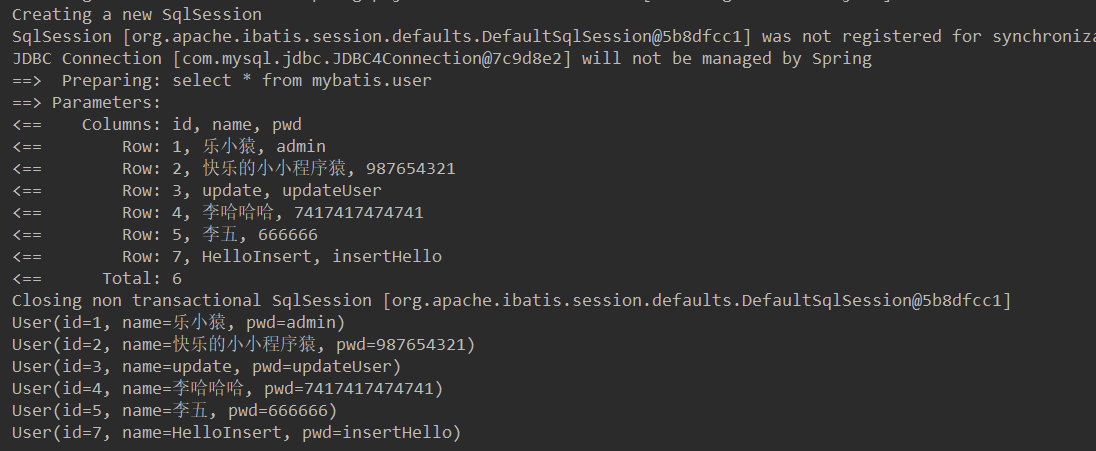 Creating a new SqlSession
SqlSession [org.apache.ibatis.session.defaults.DefaultSqlSession@5b8dfcc1] was not registered for synchroniza
JDBC Connection [com.mysql.jdbc.JDBC4Connection@7c9d8e2] will not be managed by Spring
==>  Preparing: select * from mybatis.user
==> Parameters:
<==    Columns: id, name, pwd
<==        Row: 1, 乐小猿, admin
<==        Row: 2, 快乐的小小程序猿, 987654321
<==        Row: 3, update, updateUser
<==        Row: 4, 李哈哈哈, 7417417474741
<==        Row: 5, 李五, 666666
<==        Row: 7, HelloInsert, insertHello
<==      Total: 6
Closing non transactional SqlSession [org.apache.ibatis.session.defaults.DefaultSqlSession@5b8dfcc1]
User(id=1, name=乐小猿, pwd=admin)
User(id=2, name=快乐的小小程序猿, pwd=987654321)
User(id=3, name=update, pwd=updateUser)
User(id=4, name=李哈哈哈, pwd=7417417474741)
User(id=5, name=李五, pwd=666666)
User(id=7, name=HelloInsert, pwd=insertHello)